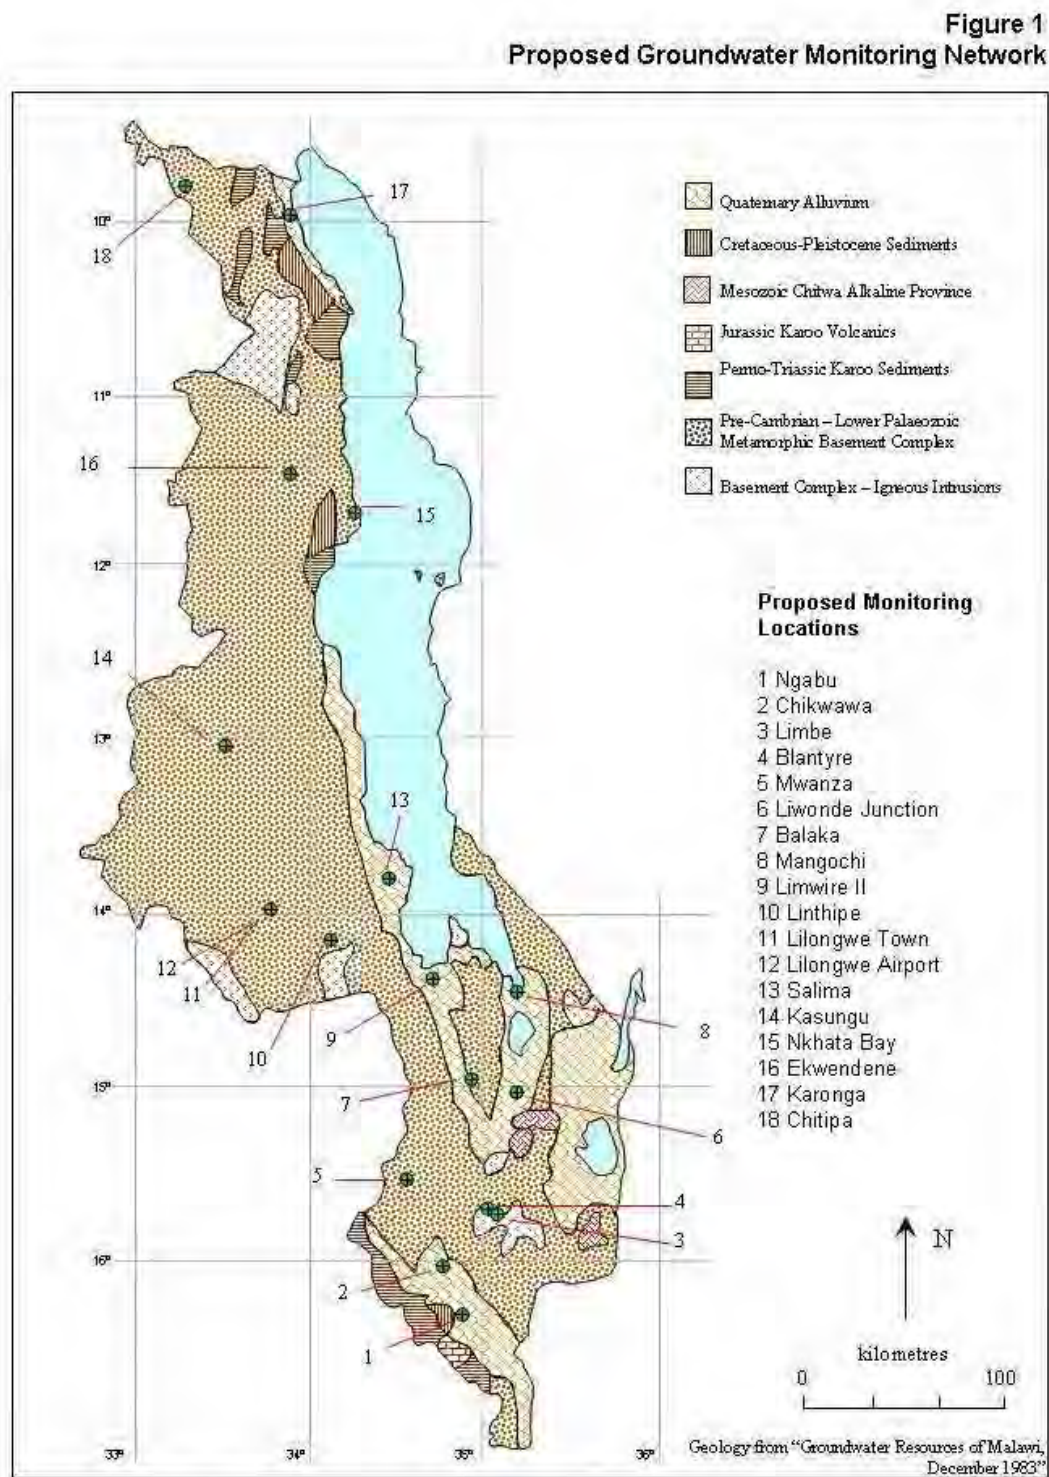 Figure 1
Proposed Groundwater Monitoring Network
Quaternary Alluvium
Cretaceous-Pleistocene Sediments
Mesozoic Chitwa Alkaline Province
Jurassic Karoo Volcanics
Permo-Triassic Karoo Sediments
Pre-Cambrian – Lower Palaeozoic
Metamorphic Basement Complex
Basement Complex – Igneous Intrusions
Proposed Monitoring
Locations
1 Ngabu
2 Chikwawa
3 Limbe
4 Blantyre
5 Mwanza
6 Liwonde Junction
7 Balaka
8 Mangochi
9 Limwire II
10 Linthipe
11 Lilongwe Town
12 Lilongwe Airport
13 Salima
14 Kasungu
15 Nkhata Bay
16 Ekwendene
17 Karonga
18 Chitipa
17
10°
18
11°
16
15
12°
14
13°
13
14°
12
11
10
9
8
15°
7
6
5
4
3
16°
2
1
33°
34°
35°
36°
N
kilometres
0
100
Geology from “Groundwater Resources of Malawi,
December 1983”